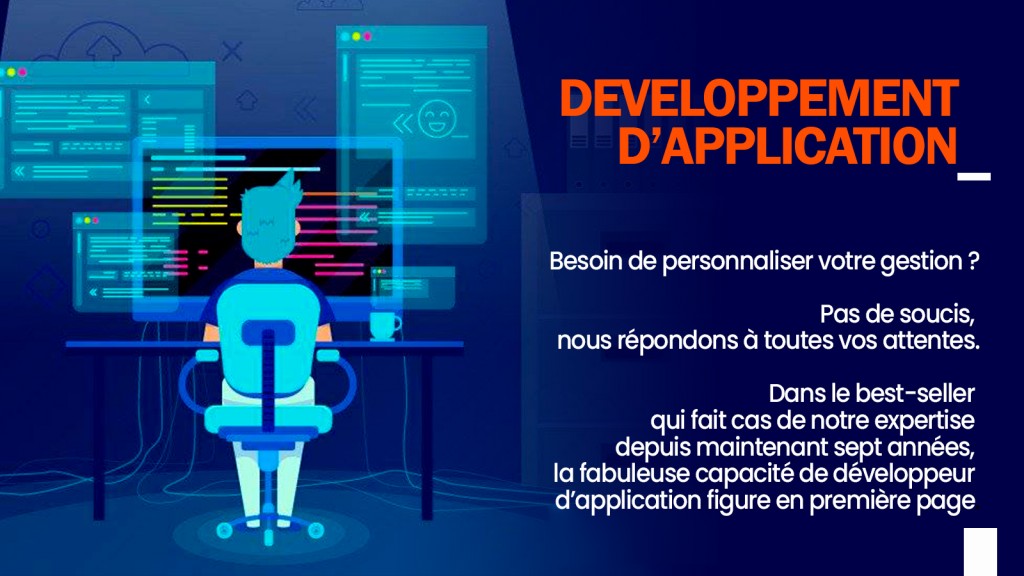 DEVELOPPEMENT
D’APPLICATION
Besoin de personnaliser votre gestion ?
Pas de soucis,
nous répondons à toutes vos attentes.
Dans le best-seller
qui fait cas de notre expertise
depuis maintenant sept années,
la fabuleuse capacité de développeur
d’application figure en première page